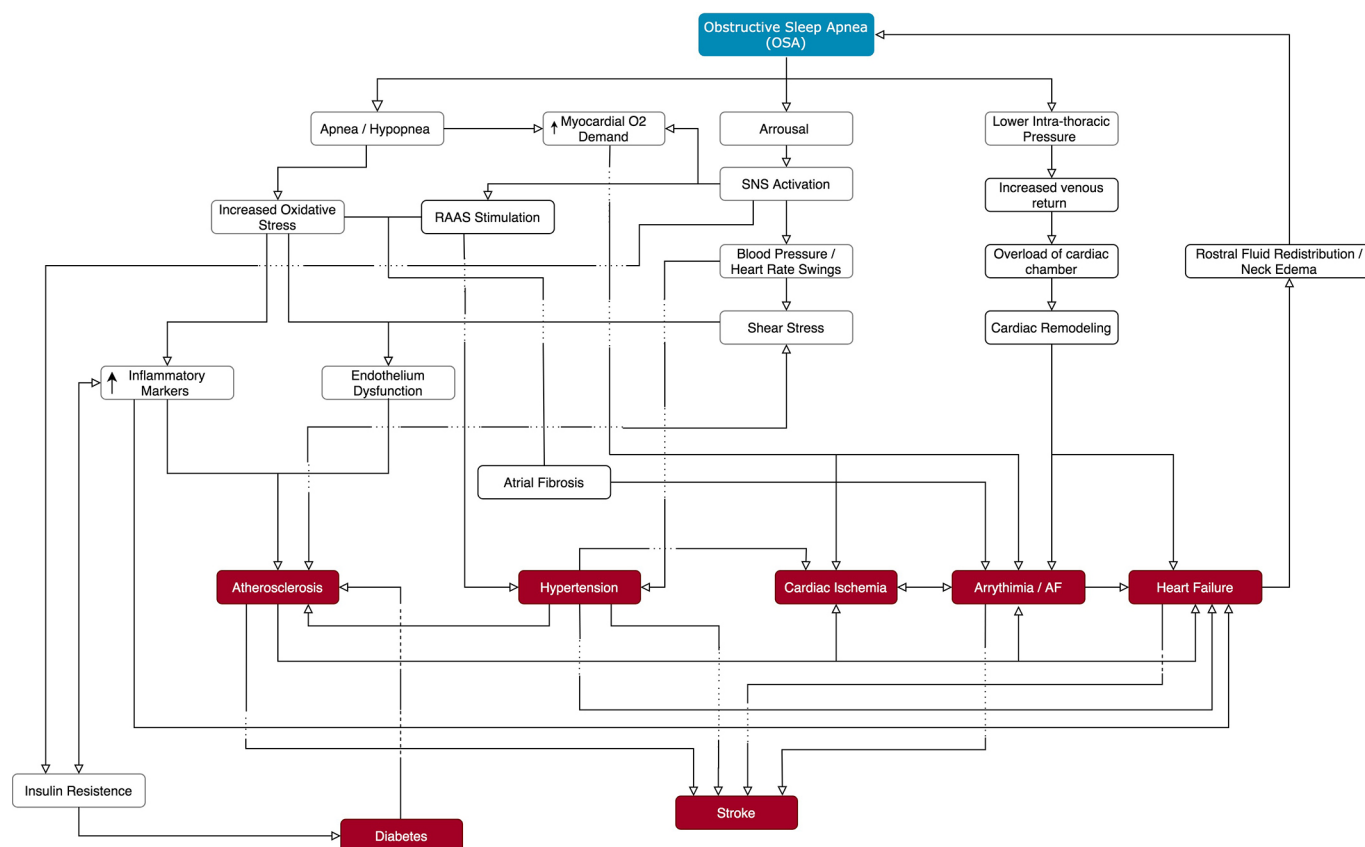 Obstructive Sleep Apnea
(OSA)
Apnea / Hypopnea
Myocardial O2
Demand
Arrousal
Lower Intra-thoracic
Pressure
SNS Activation
Increased venous
return
Increased Oxidative
Stress
RAAS Stimulation
Blood Pressure /
Heart Rate Swings
Overload of cardiac
chamber
Rostral Fluid Redistribution /
Neck Edema
Shear Stress
Cardiac Remodeling
Inflammatory
Markers
Endothelium
Dysfunction
Atrial Fibrosis
Atherosclerosis
Hypertension
Cardiac Ischemia
Arrythimia / AF
Heart Failure
Insulin Resistence
Stroke
Diabetes